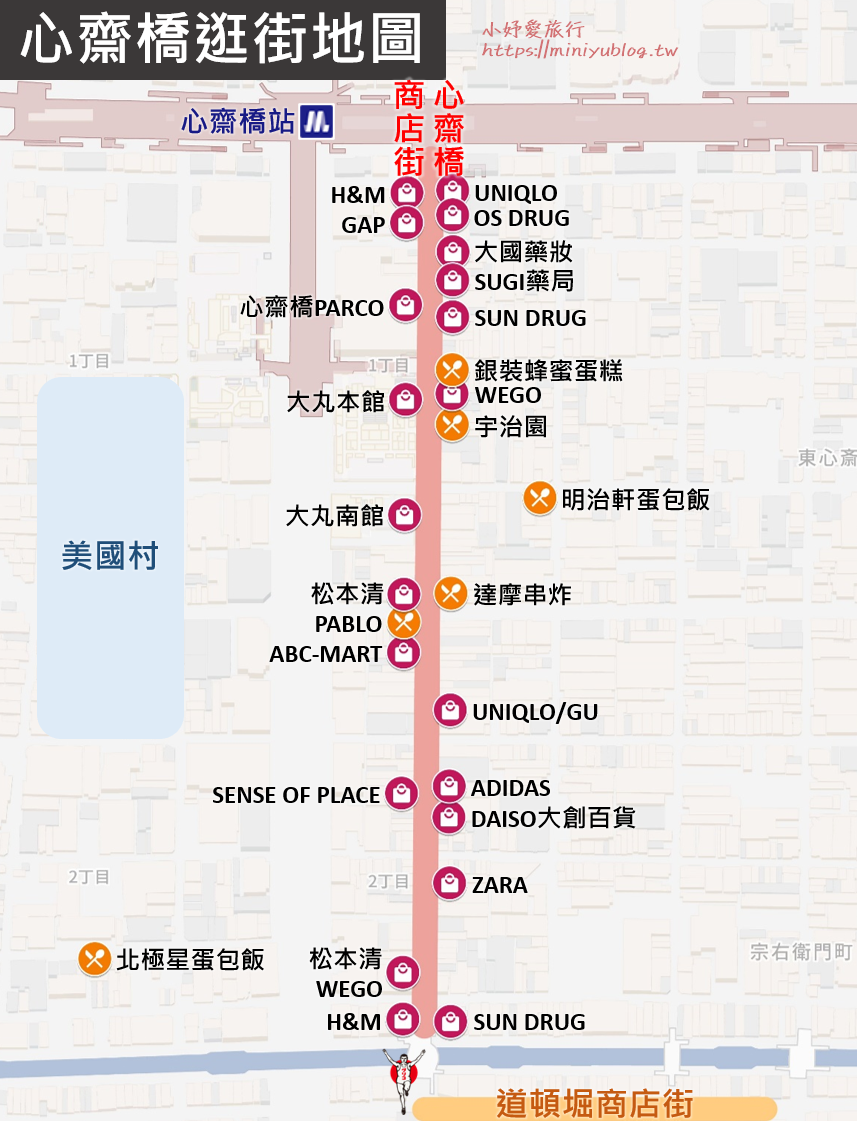 心齋橋逛街地圖
小妤愛旅行
https://miniyublog.tw
心齋橋站
心齋橋
商店街
H&M
UNIQLO
GAP
OS DRUG
大國藥妝
SUGI藥局
心齋橋PARCO
SUN DRUG
1丁目
1丁目
銀裝蜂蜜蛋糕
大丸本館
WEGO
宇治園
東心斎
明治軒蛋包飯
大丸南館
美國村
松本清
達摩串炸
PABLO
ABC-MART
UNIQLO/GU
SENSE OF PLACE
ADIDAS
DAISO大創百貨
2丁目
2丁目
ZARA
北極星蛋包飯
松本清
WEGO
宗右衛門町
H&M
SUN DRUG
道頓堀商店街